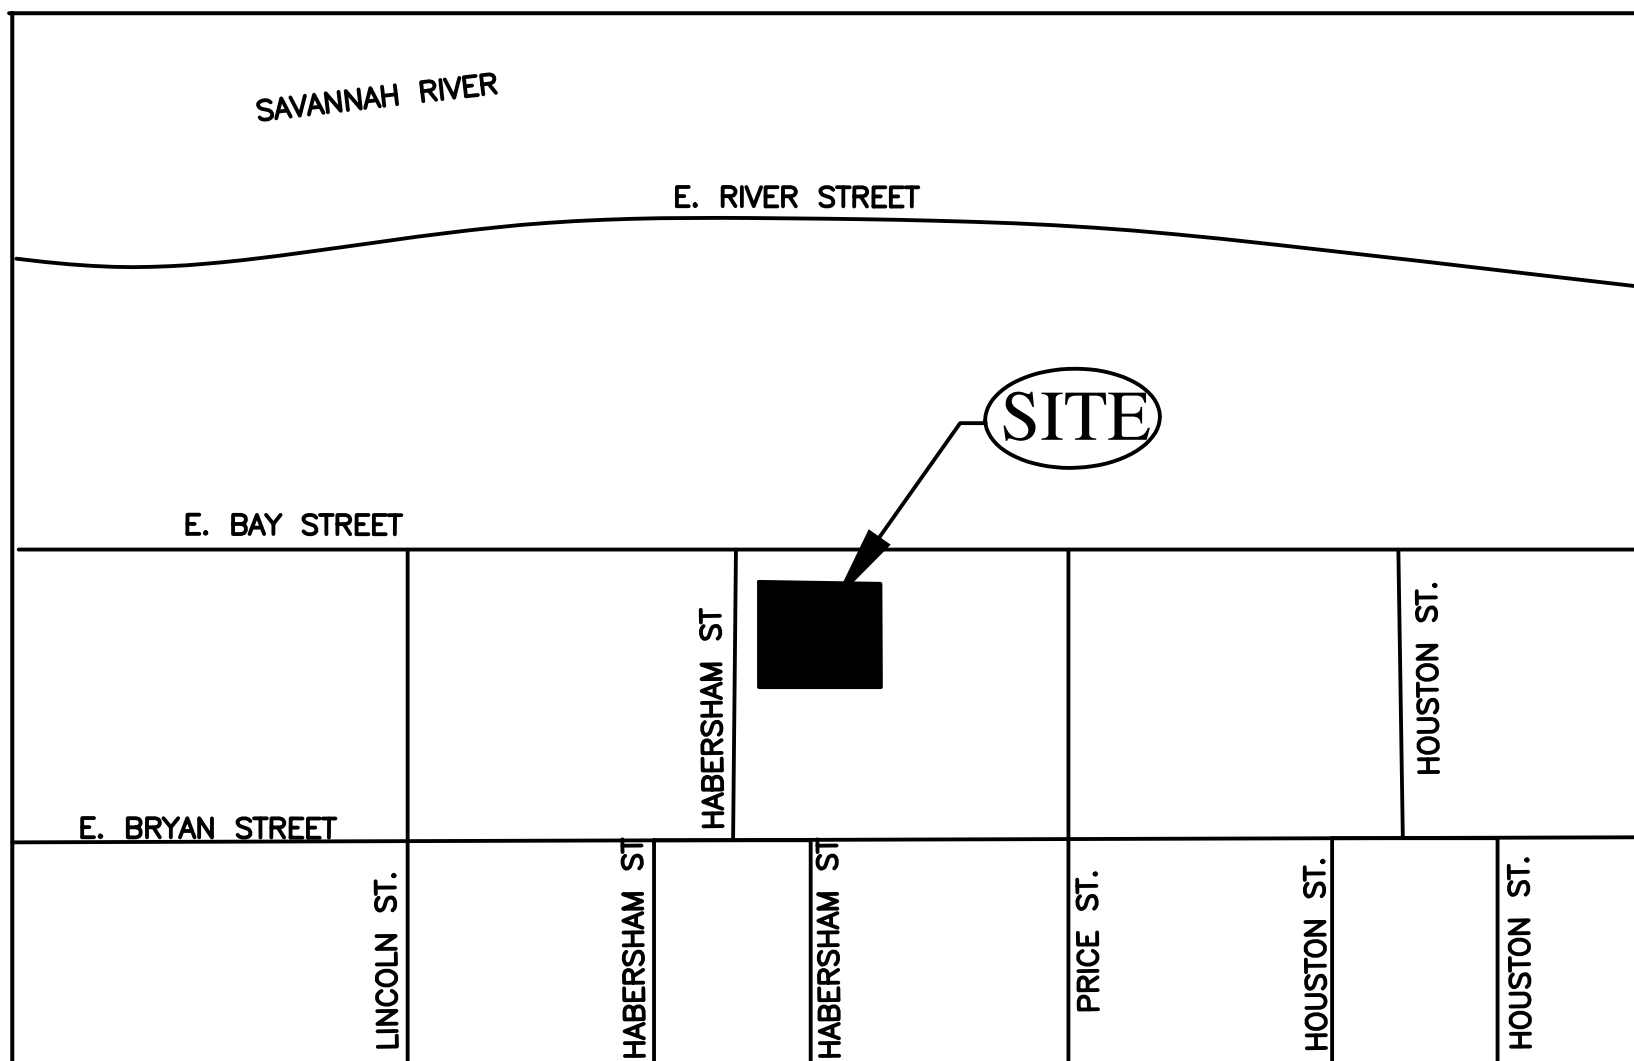 SAVANNAH RIVER
E. RIVER STREET
SITE
E. BAY STREET
HABERSHAM ST
HOUSTON ST.
E. BRYAN STREET
LINCOLN ST.
HABERSHAM ST
HABERSHAM ST
PRICE ST.
HOUSTON ST.
HOUSTON ST.